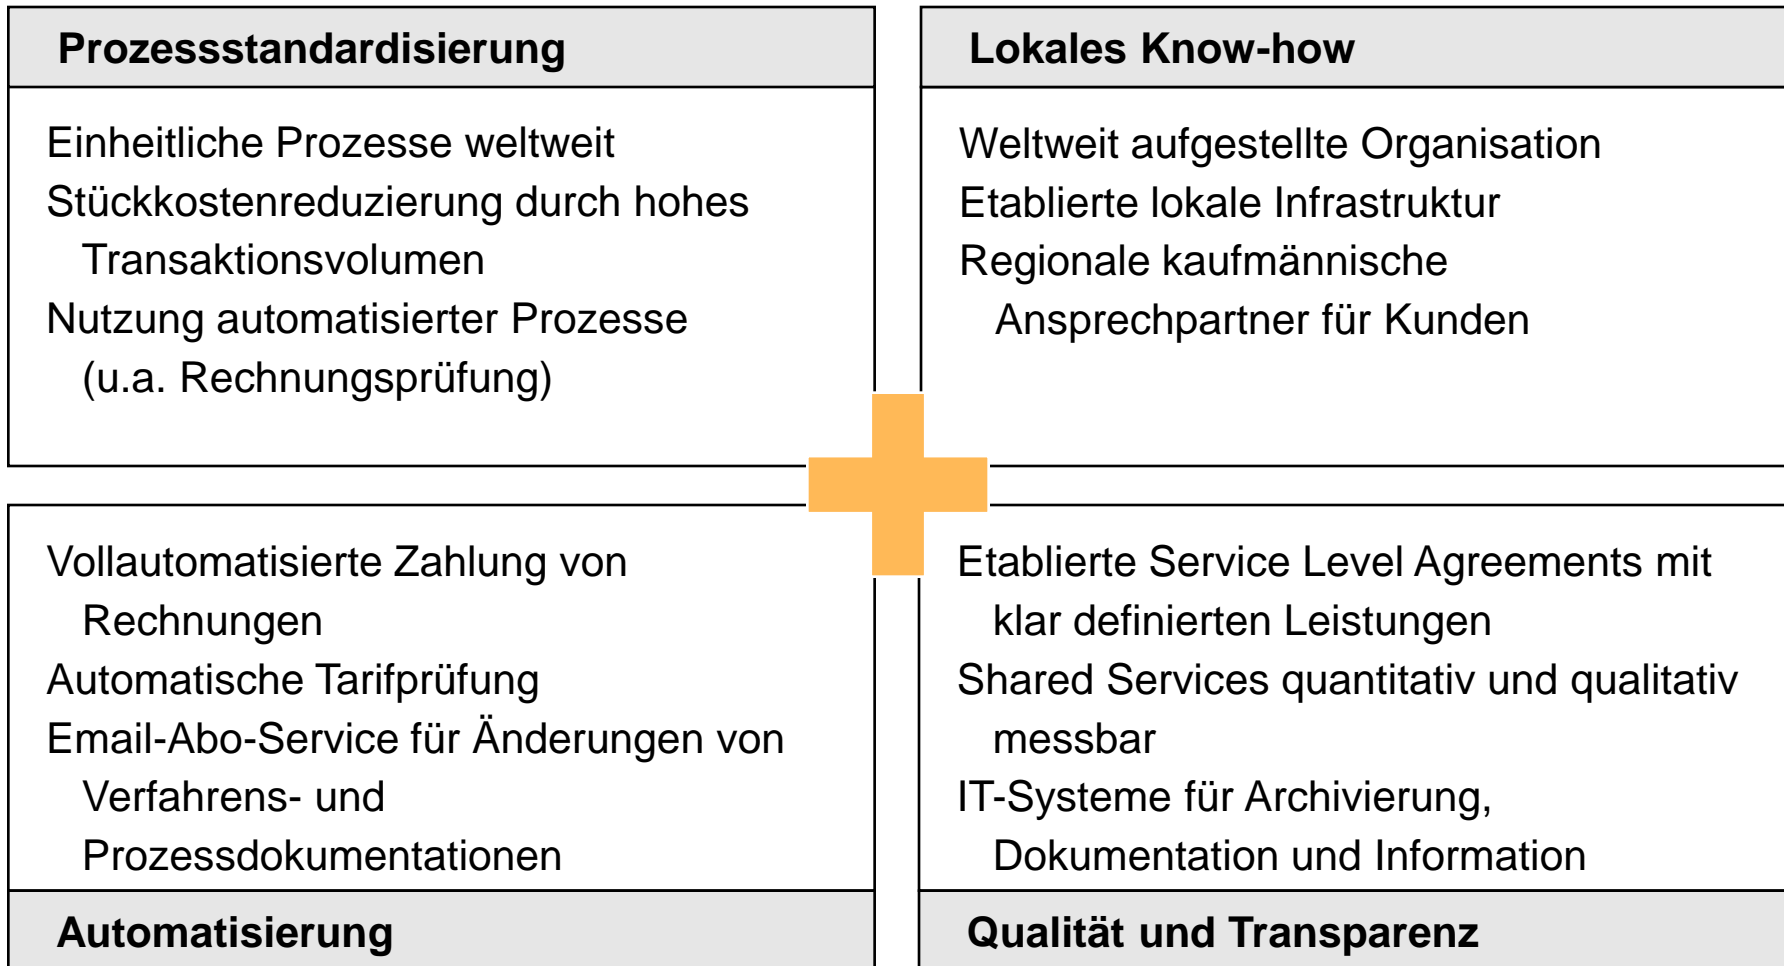 Prozessstandardisierung
Einheitliche Prozesse weltweit
Stückkostenreduzierung durch hohes
Transaktionsvolumen
Nutzung automatisierter Prozesse
(u.a. Rechnungsprüfung)
Lokales Know-how
Weltweit aufgestellte Organisation
Etablierte lokale Infrastruktur
Regionale kaufmännische
Ansprechpartner für Kunden
Vollautomatisierte Zahlung von
Rechnungen
Automatische Tarifprüfung
Email-Abo-Service für Änderungen von
Verfahrens- und
Prozessdokumentationen
Automatisierung
Etablierte Service Level Agreements mit
klar definierten Leistungen
Shared Services quantitativ und qualitativ
messbar
IT-Systeme für Archivierung,
Dokumentation und Information
Qualität und Transparenz